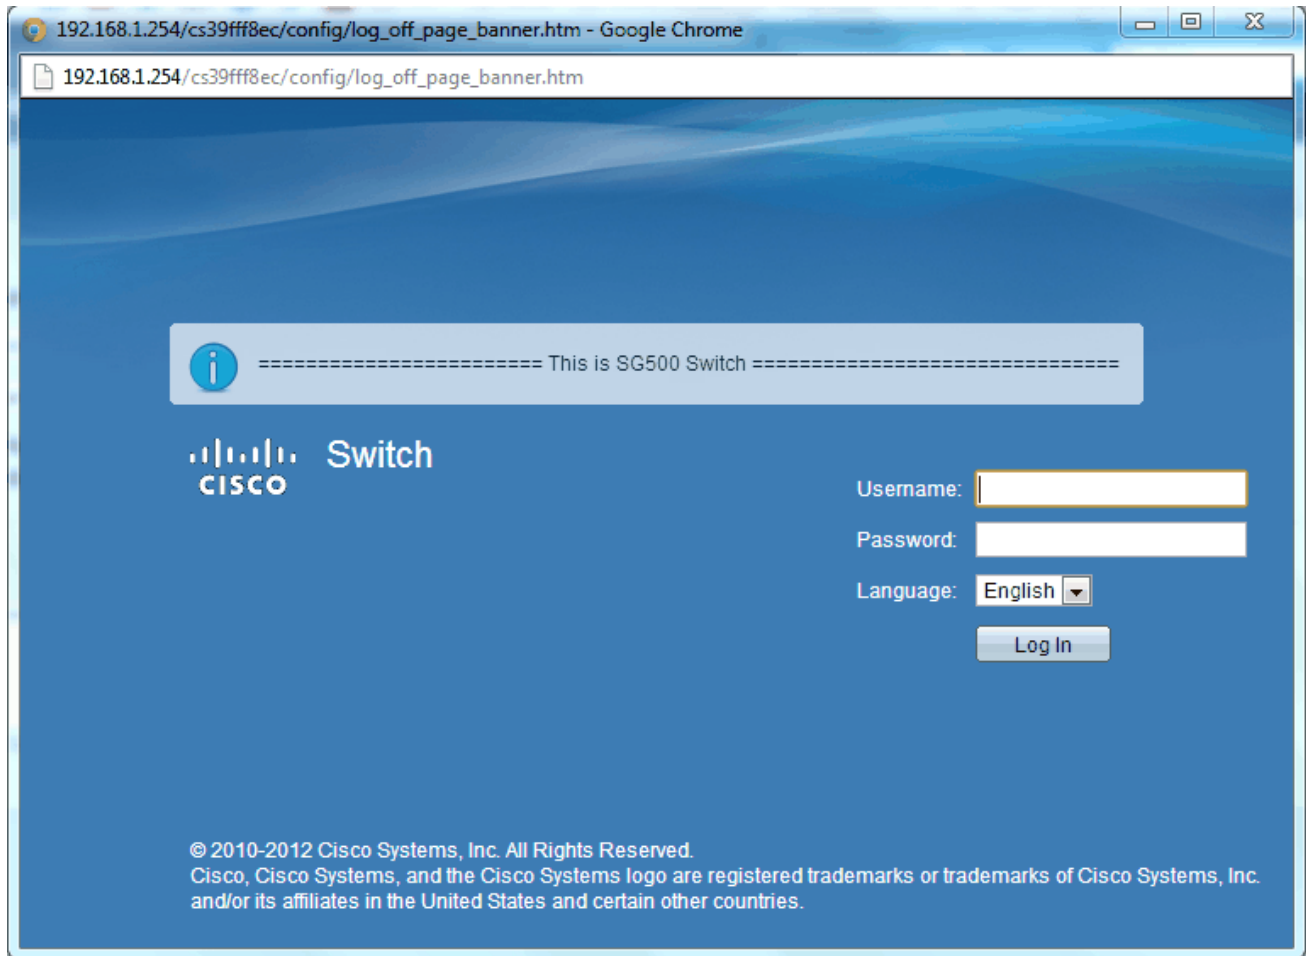 192.168.1.254/cs39fff8ec/config/log_off_page_banner.htm - Google Chrome
192.168.1.254/cs39fff8ec/config/log_off_page_banner.htm
======================== This is SG500 Switch ===============================
CISCO
Switch
Username:
Password:
Language: English
Log In
© 2010-2012 Cisco Systems, Inc. All Rights Reserved.
Cisco, Cisco Systems, and the Cisco Systems logo are registered trademarks or trademarks of Cisco Systems, Inc.
and/or its affiliates in the United States and certain other countries.